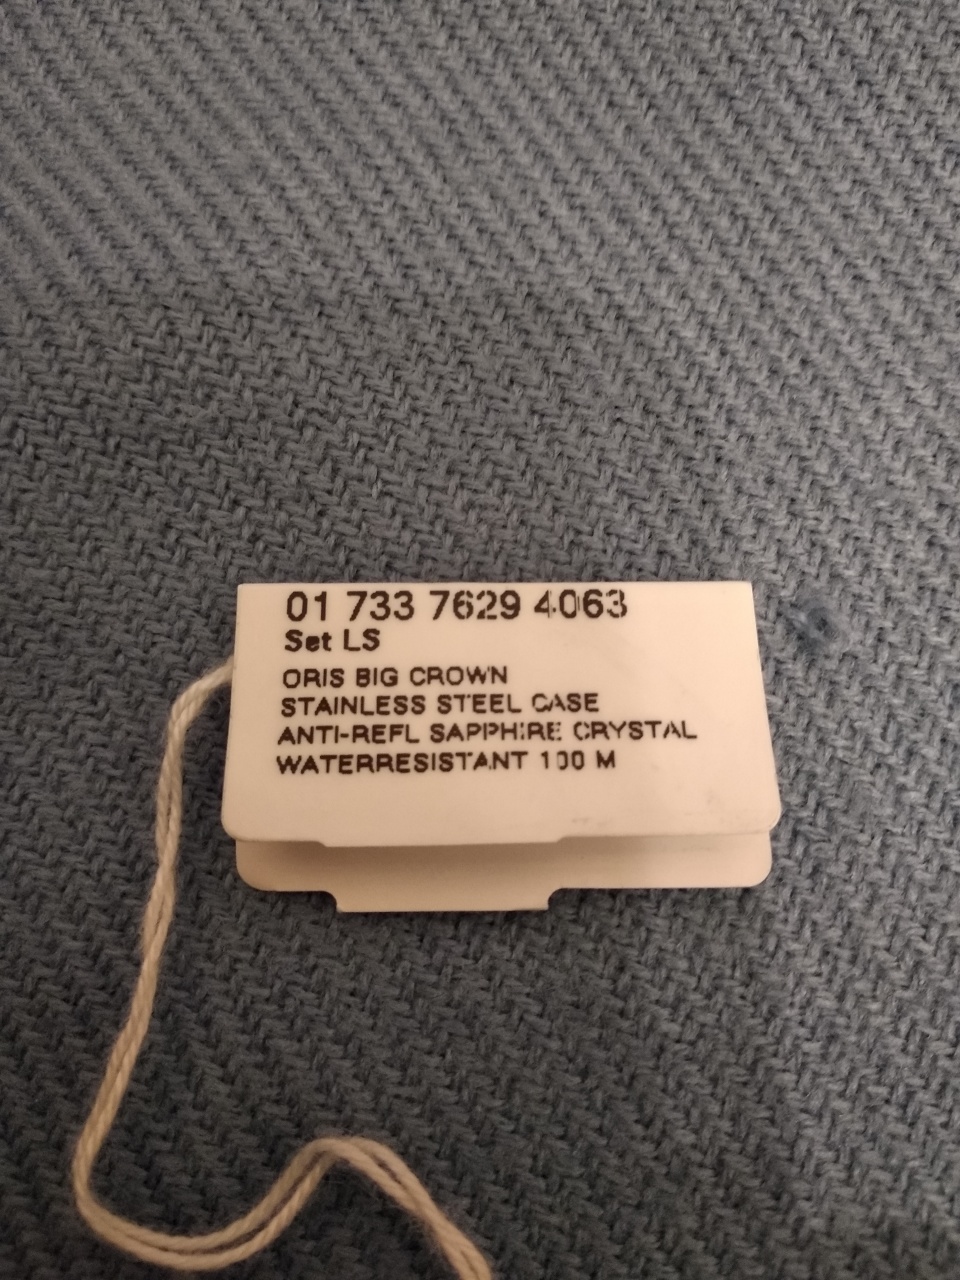 01 733 7629 4063
Set LS
ORIS BIG CROWN
STAINLESS STEEL CASE
ANTI-REFL SAPPHIRE CRYSTAL
WATERRESISTANT 100 M